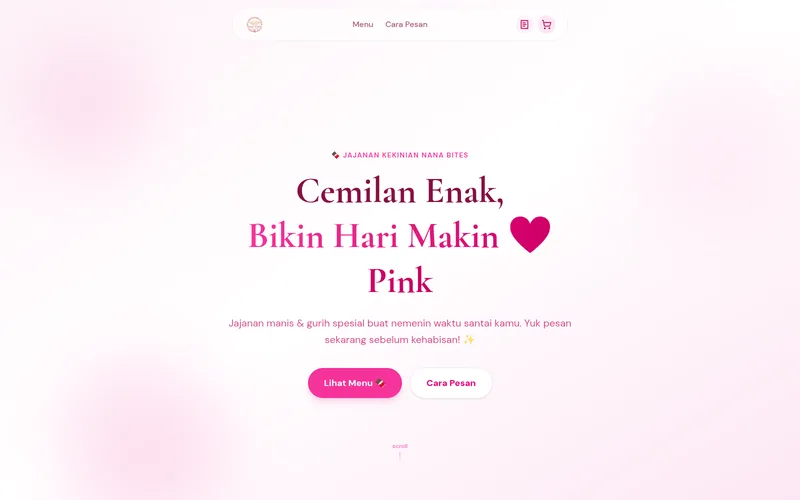 Menu
Cara Pesan
🍫 JAJANAN KEKINIAN NANA BITES
Cemilan Enak,
Bikin Hari Makin ♥
Pink
Jajanan manis & gurih spesial buat nemenin waktu santai kamu. Yuk pesan
sekarang sebelum kehabisan! ✨
Lihat Menu 🍫
Cara Pesan
scroll